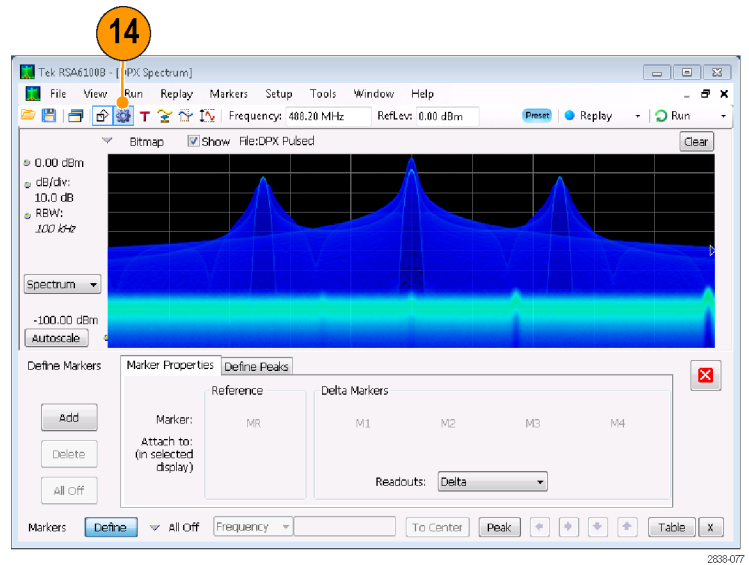 14
Tek RSA6100B - [DPX Spectrum]
File View Run Replay Markers Setup Tools Window Help
T Frequency: 488.20 MHz RefLev: 0.00 dBm Preset Replay Run
Bitmap Show File:DPX Pulsed Clear
0.00 dBm
dB/div:
10.0 dB
RBW:
100 kHz
Spectrum
-100.00 dBm
Autoscale
Define Markers Marker Properties Define Peaks
Reference Delta Markers
Add Marker: MR M1 M2 M3 M4
Attach to:
Delete (in selected
display)
Readouts: Delta
All Off
Markers Define All Off Frequency To Center Peak Table X
2838-077